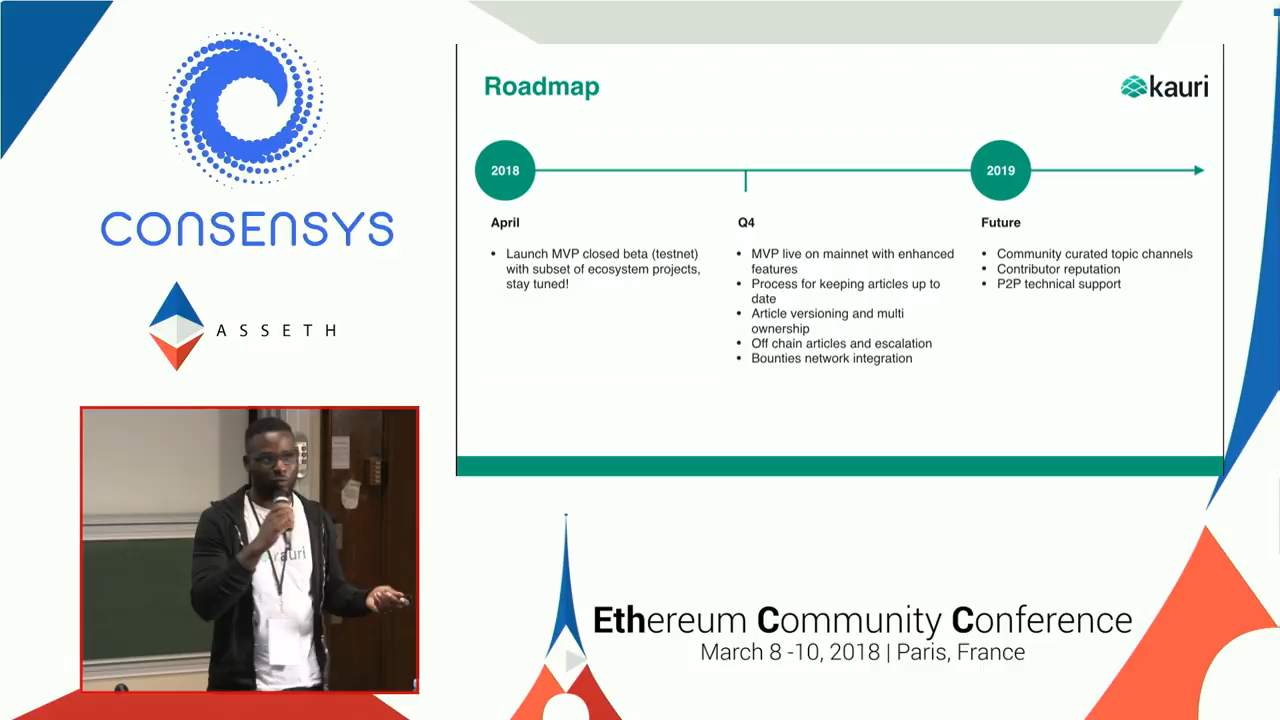 CONSENSYS
ASSETH
Roadmap
kauri
2018
2019
April
Launch MVP closed beta (testnet)
with subset of ecosystem projects,
stay tuned!
Q4
MVP live on mainnet with enhanced
features
Process for keeping articles up to
date
Article versioning and multi
ownership
Off chain articles and escalation
Bounties network integration
Future
Community curated topic channels
Contributor reputation
P2P technical support
kauri
Ethereum Community Conference
March 8 -10, 2018 | Paris, France